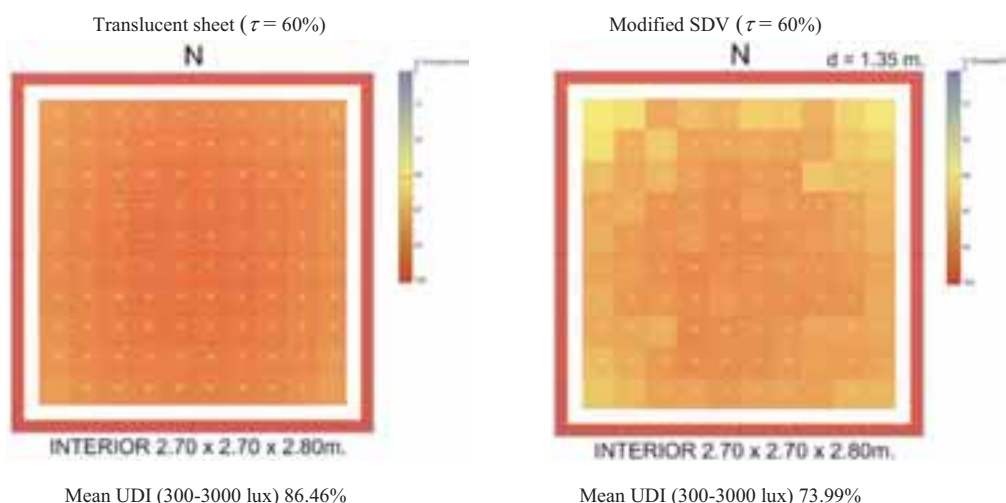 Translucent sheet (τ = 60%)
N
INTERIOR 2.70 x 2.70 x 2.80m.
Mean UDI (300-3000 lux) 86.46%
Modified SDV (τ = 60%)
N
d = 1.35 m.
INTERIOR 2.70 x 2.70 x 2.80m.
Mean UDI (300-3000 lux) 73.99%